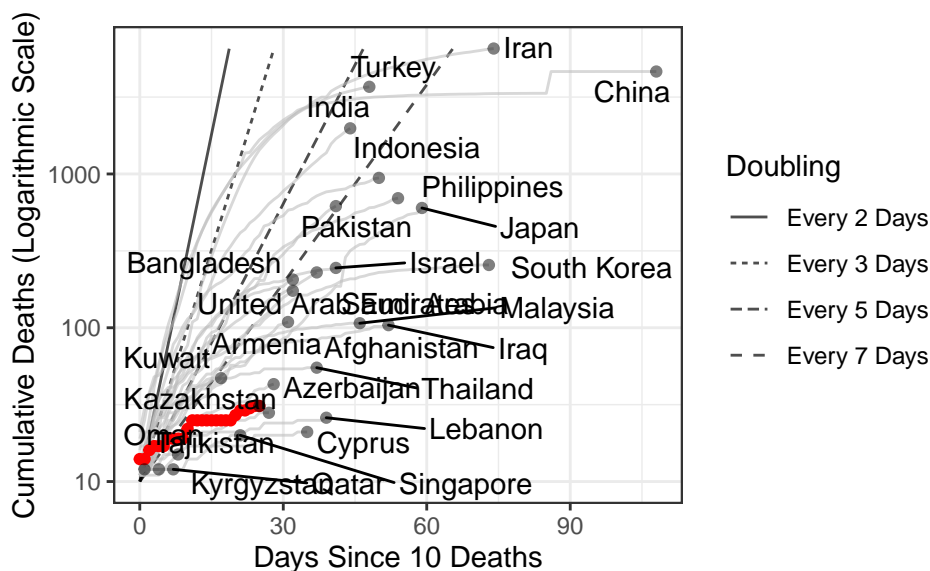 Cumulative Deaths (Logarithmic Scale)
1000
100
10
Iran
Turkey
China
India
Indonesia
Philippines
Pakistan
Japan
Bangladesh
Israel
South Korea
United Arab Emirates
Saudi Arabia
Malaysia
Armenia
Kuwait
Afghanistan
Iraq
Azerbaijan
Thailand
Kazakhstan
Lebanon
Oman
Tajikistan
Cyprus
Kyrgyzstan
Qatar
Singapore
0
30
60
90
Days Since 10 Deaths
Doubling
Every 2 Days
Every 3 Days
Every 5 Days
Every 7 Days